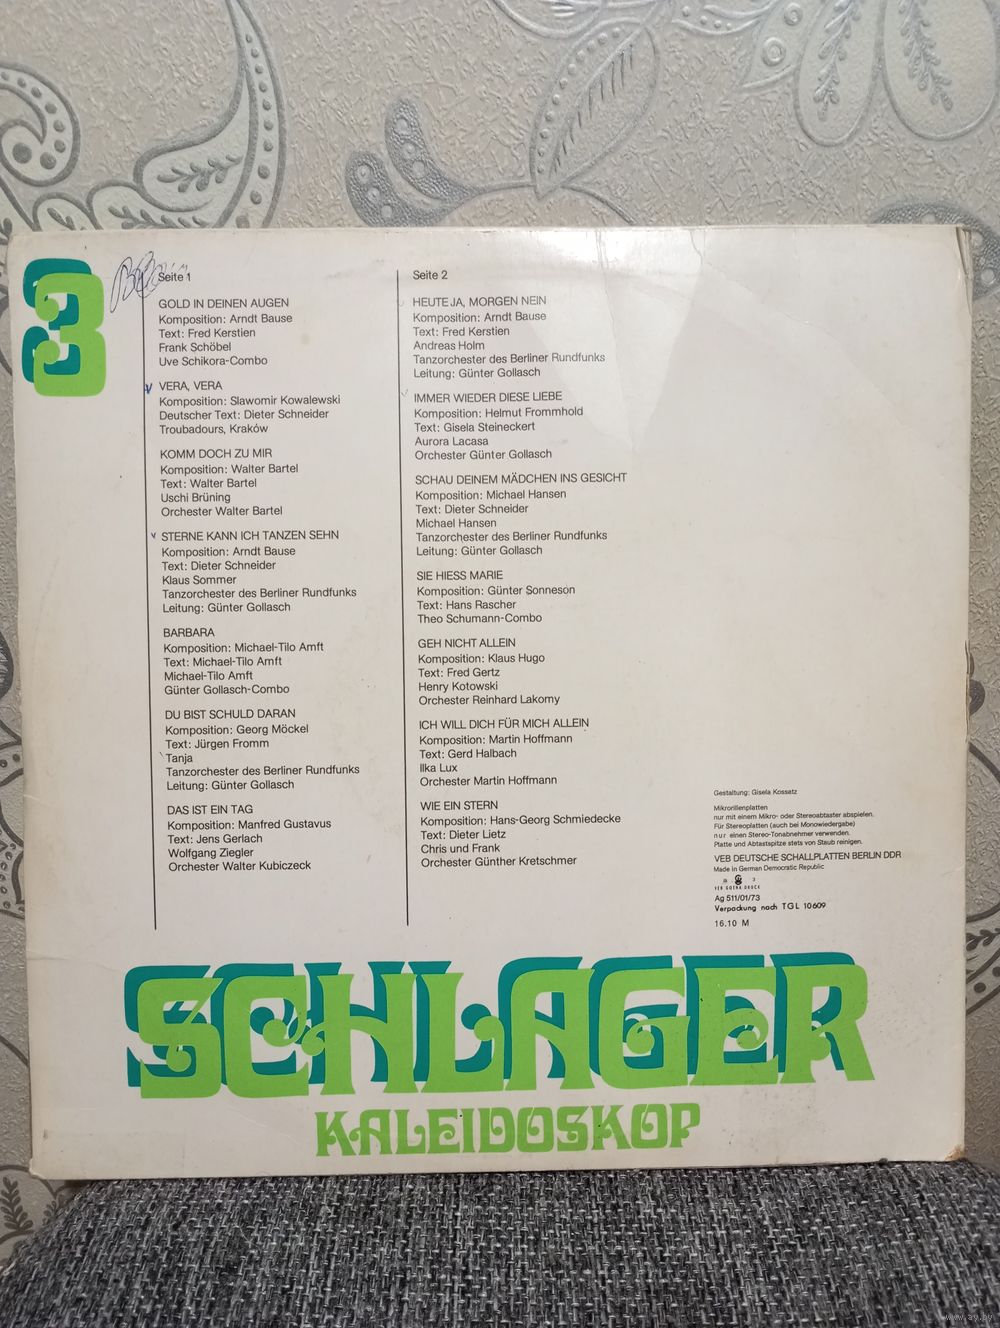 3
Seite 1
GOLD IN DEINEN AUGEN
Komposition: Arndt Bause
Text: Fred Kerstien
Frank Schöbel
Uve Schikora-Combo
VERA, VERA
Komposition: Slawomir Kowalewski
Deutscher Text: Dieter Schneider
Troubadours, Kraków
KOMM DOCH ZU MIR
Komposition: Walter Bartel
Text: Walter Bartel
Uschi Brüning
Orchester Walter Bartel
STERNE KANN ICH TANZEN SEHN
Komposition: Arndt Bause
Text: Dieter Schneider
Klaus Sommer
Tanzorchester des Berliner Rundfunks
Leitung: Günter Gollasch
BARBARA
Komposition: Michael-Tilo Amft
Text: Michael-Tilo Amft
Michael-Tilo Amft
Günter Gollasch-Combo
DU BIST SCHULD DARAN
Komposition: Georg Möckel
Text: Jürgen Fromm
Tanja
Tanzorchester des Berliner Rundfunks
Leitung: Günter Gollasch
DAS IST EIN TAG
Komposition: Manfred Gustavus
Text: Jens Gerlach
Wolfgang Ziegler
Orchester Walter Kubiczeck
Seite 2
HEUTE JA, MORGEN NEIN
Komposition: Arndt Bause
Text: Fred Kerstien
Andreas Holm
Tanzorchester des Berliner Rundfunks
Leitung: Günter Gollasch
IMMER WIEDER DIESE LIEBE
Komposition: Helmut Frommhold
Text: Gisela Steineckert
Aurora Lacasa
Orchester Günter Gollasch
SCHAU DEINEM MÄDCHEN INS GESICHT
Komposition: Michael Hansen
Text: Dieter Schneider
Michael Hansen
Tanzorchester des Berliner Rundfunks
Leitung: Günter Gollasch
SIE HIESS MARIE
Komposition: Günter Sonneson
Text: Hans Rascher
Theo Schumann-Combo
GEH NICHT ALLEIN
Komposition: Klaus Hugo
Text: Fred Gertz
Henry Kotowski
Orchester Reinhard Lakomy
ICH WILL DICH FÜR MICH ALLEIN
Komposition: Martin Hoffmann
Text: Gerd Halbach
Ilka Lux
Orchester Martin Hoffmann
WIE EIN STERN
Komposition: Hans-Georg Schmiedecke
Text: Dieter Lietz
Chris und Frank
Orchester Günther Kretschmer
Gestaltung: Gisela Kossatz
Mikrorillenplatten
nur mit einem Mikro- oder Stereoabtaster abspielen.
Für Stereoplatten (auch bei Monowiedergabe)
nur einen Stereo-Tonabnehmer verwenden.
Platte und Abtastspitze stets von Staub reinigen.
VEB DEUTSCHE SCHALLPLATTEN BERLIN DDR
Made in German Democratic Republic
VEB GOTHA DRUCK
Ag 511/01/73
Verpackung nach TGL 10609
16.10 M
SCHLAGER
KALEIDOSKOP
www.ay.by